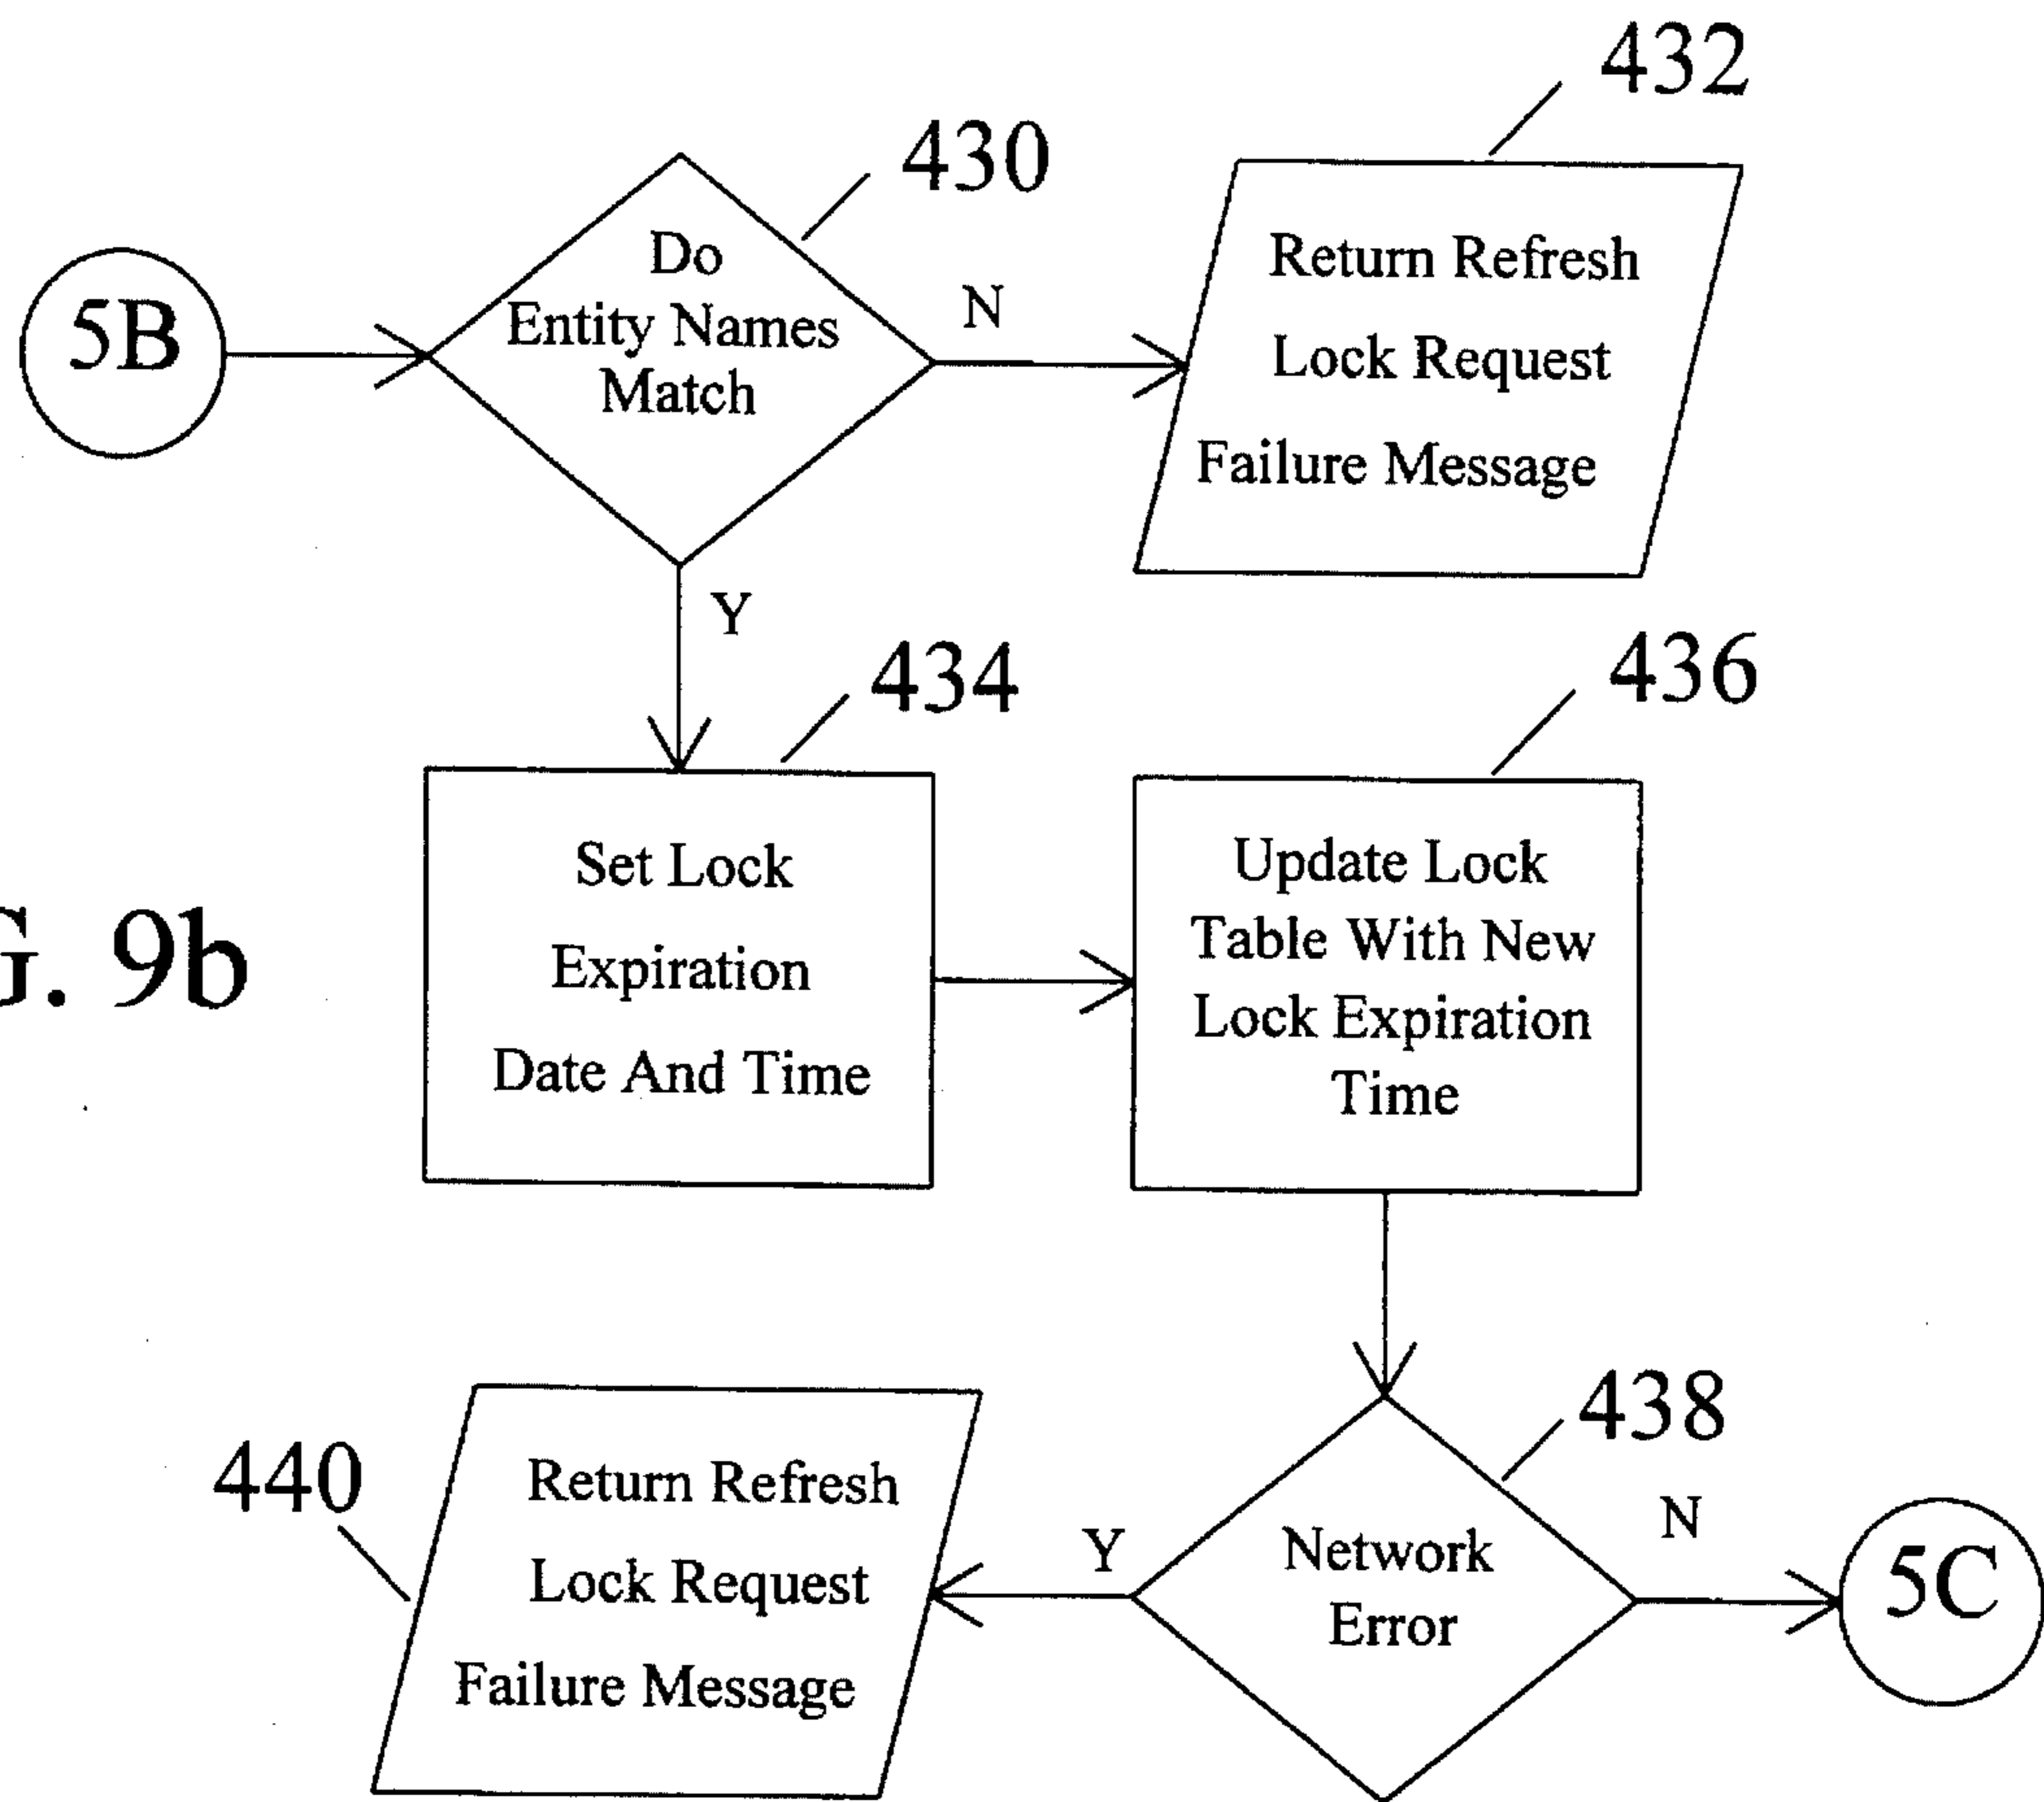 432
430
Do
Entity Names
Match
N
Return Refresh
Lock Request
Failure Message
5B
Y
434
436
Set Lock
Expiration
Date And Time
Update Lock
Table With New
Lock Expiration
Time
G. 9b
438
440
Return Refresh
Lock Request
Failure Message
Y
Network
Error
N
5C